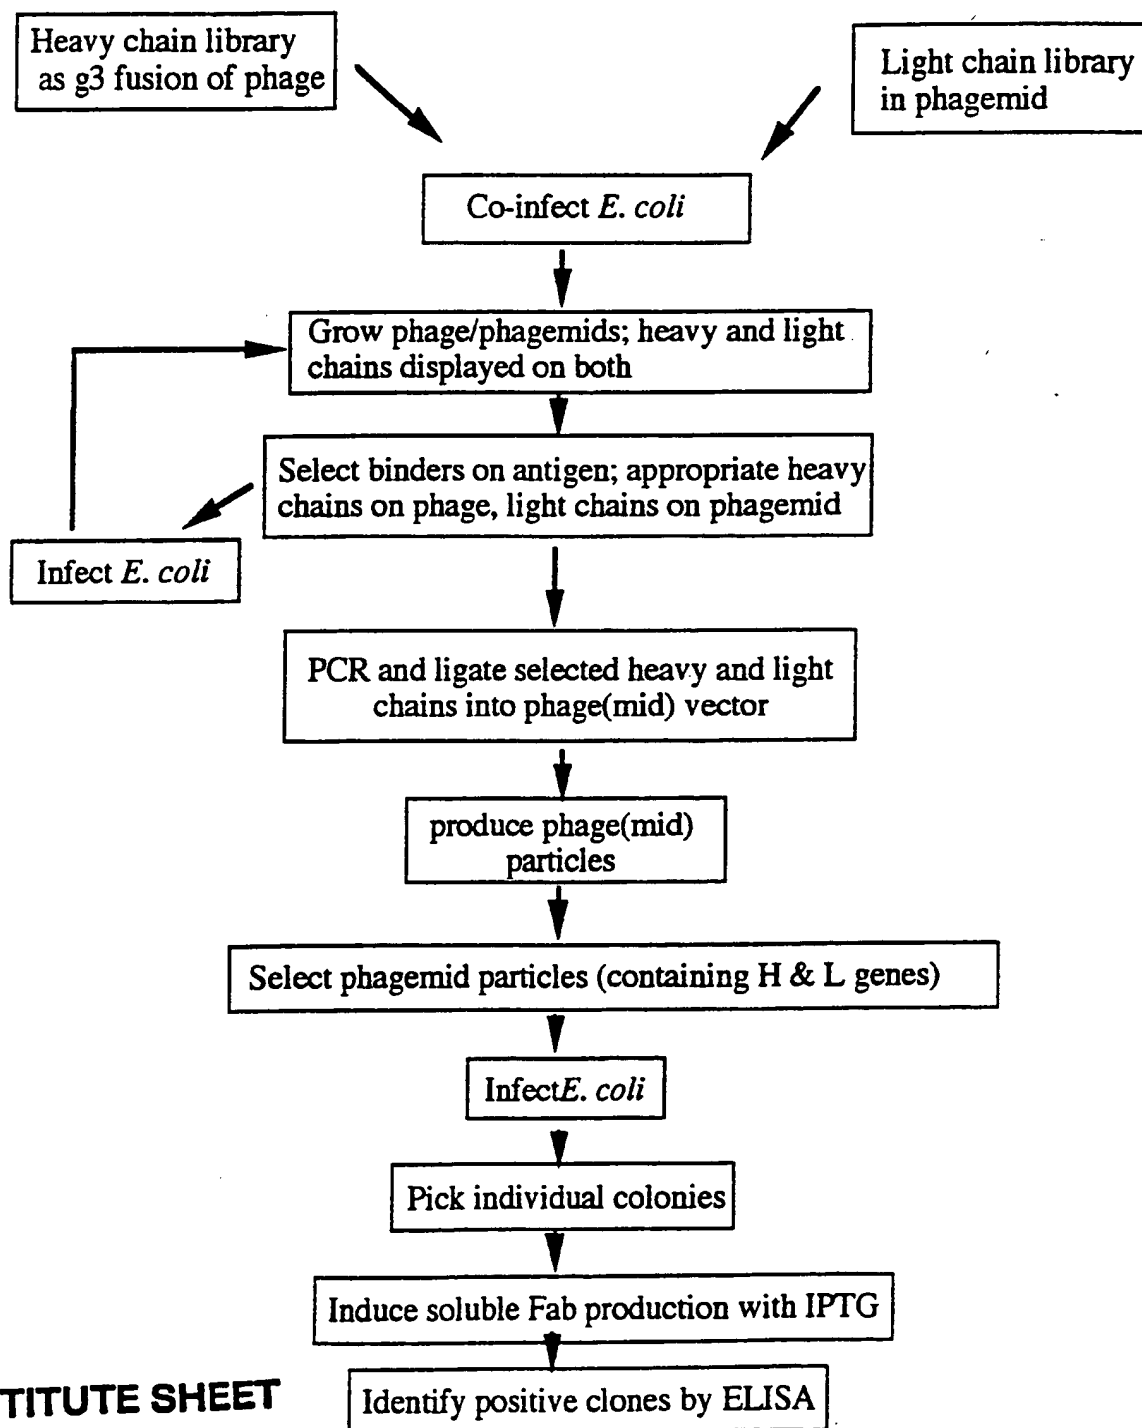 Heavy chain library
as g3 fusion of phage
Light chain library
in phagemid
Co-infect E. coli
Grow phage/phagemids; heavy and light
chains displayed on both
Select binders on antigen; appropriate heavy
chains on phage, light chains on phagemid
Infect E. coli
PCR and ligate selected heavy and light
chains into phage(mid) vector
produce phage(mid)
particles
Select phagemid particles (containing H & L genes)
InfectE. coli
Pick individual colonies
Induce soluble Fab production with IPTG
Identify positive clones by ELISA
TITUTE SHEET